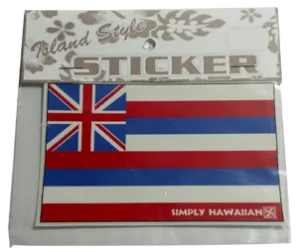 Island Style
STICKER
SIMPLY HAWAIIAN